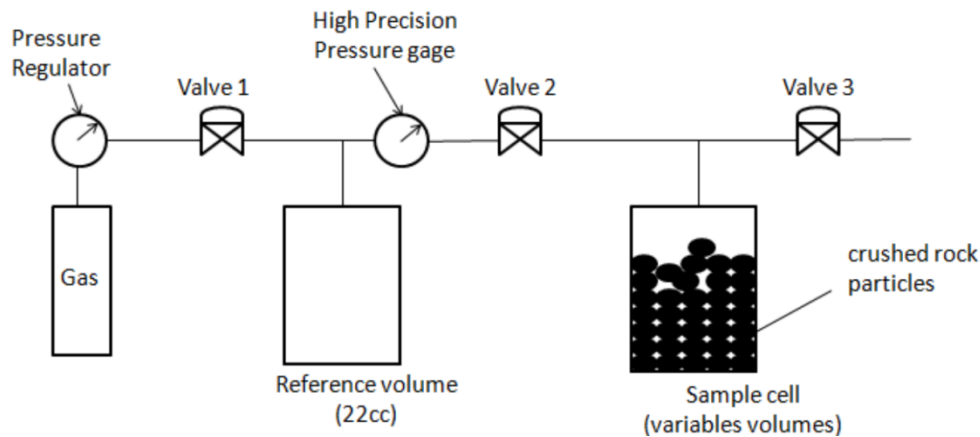 High Precision
Pressure gage
Pressure
Regulator
Valve 1
Valve 2
Valve 3
Gas
crushed rock
particles
Reference volume
(22cc)
Sample cell
(variables volumes)